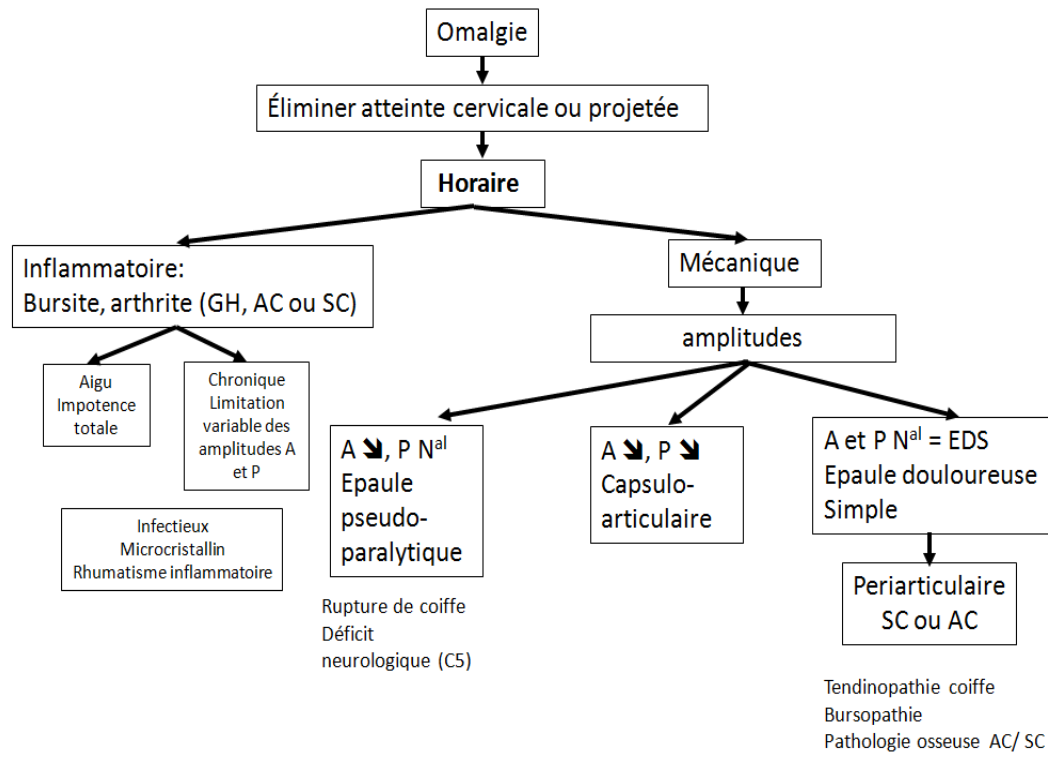 Omalgie
Éliminer atteinte cervicale ou projetée
Horaire
Inflammatoire:
Bursite, arthrite (GH, AC ou SC)
Mécanique
amplitudes
Aigu
Impotence
totale
Chronique
Limitation
variable des
amplitudes A
et P
Infectieux
Microcristallin
Rhumatisme inflammatoire
A ↘, P Nal
Epaule
pseudo-
paralytique
Rupture de coiffe
Déficit
neurologique (C5)
A ↘, P ↘
Capsulo-
articulaire
A et P Nal = EDS
Epaule douloureuse
Simple
Periarticulaire
SC ou AC
Tendinopathie coiffe
Bursopathie
Pathologie osseuse AC/ SC